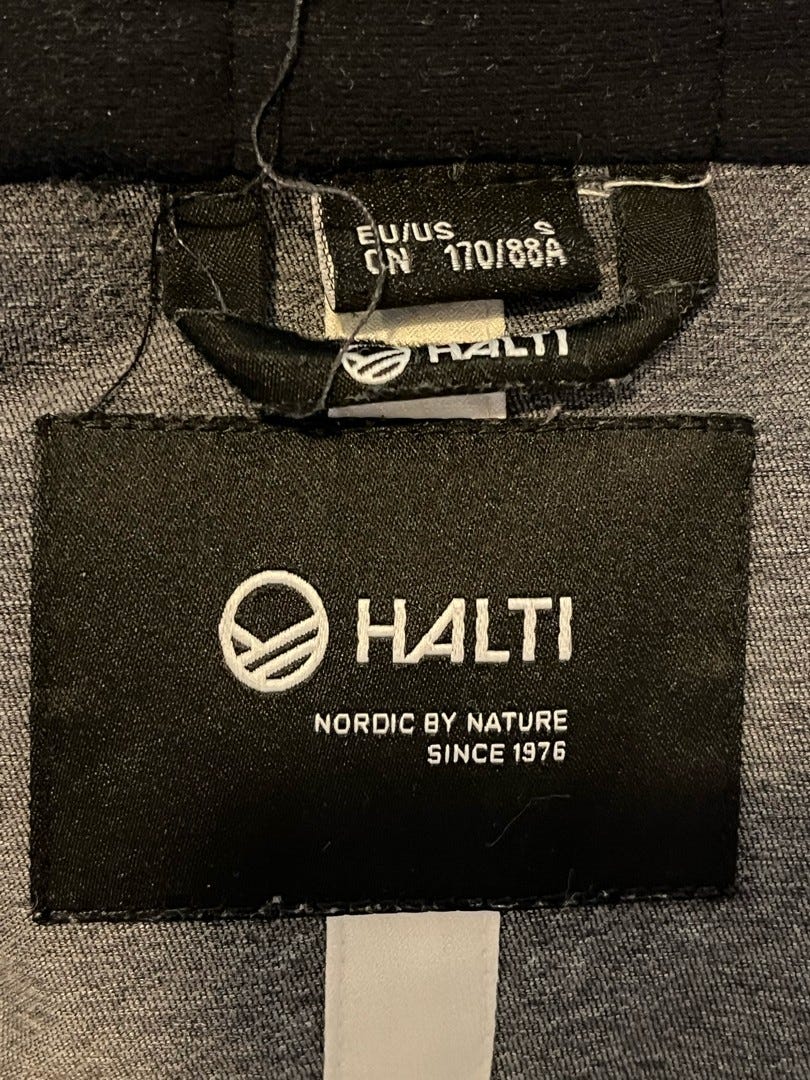 EU/US S
CN 170/88A
HALTI
HALTI
NORDIC BY NATURE
SINCE 1976